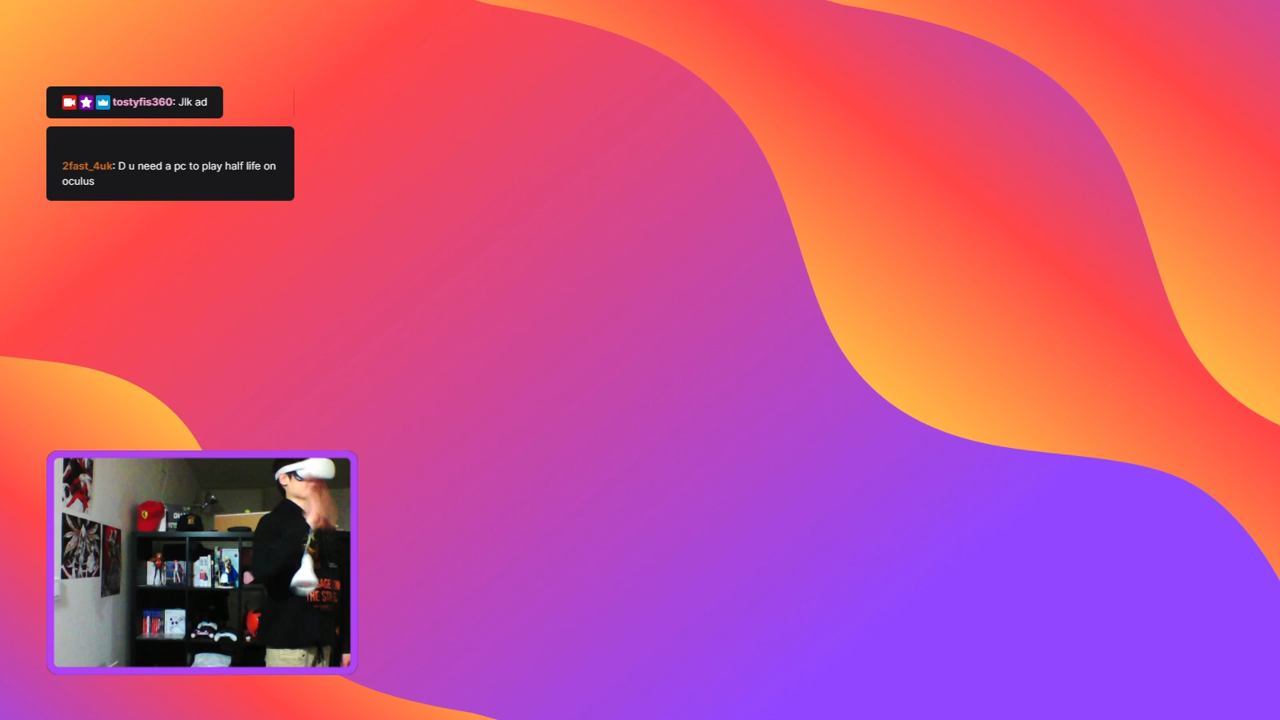 tostyfis360: Jlk ad
2fast_4uk: D u need a pc to play half life on
oculus